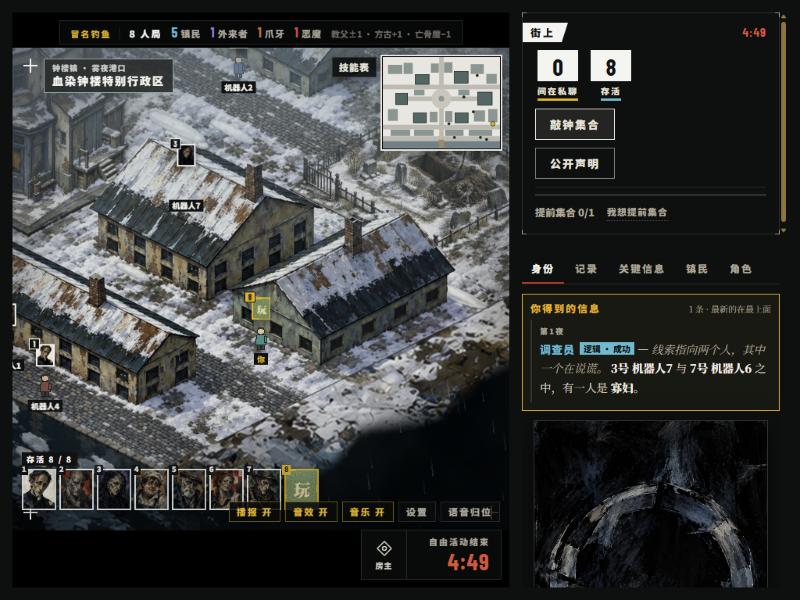 冒名钓鱼 8 人局 5 镇民 1 外来者 1 爪牙 1 恶魔 教父±1 · 方古+1 · 亡骨魔-1
钟楼镇 · 雾夜港口
血染钟楼特别行政区
机器人2
技能表
3
机器人7
8
玩
你
1
机器人4
存活 8 / 8
1 2 3 4 5 6 7 8
玩
播报 开 音效 开 音乐 开 设置 语音归位
房主
自由活动结束
4:49
街上 4:49
0 8
间在私聊 存活
敲钟集合
公开声明
提前集合 0/1 我想提前集合
身份 记录 关键信息 镇民 角色
你得到的信息 1 条 · 最新的在最上面
第1夜
调查员 逻辑 · 成功 — 线索指向两个人，其中
一个在说谎。 3号 机器人7 与 7号 机器人6 之
中，有一人是 寡妇。